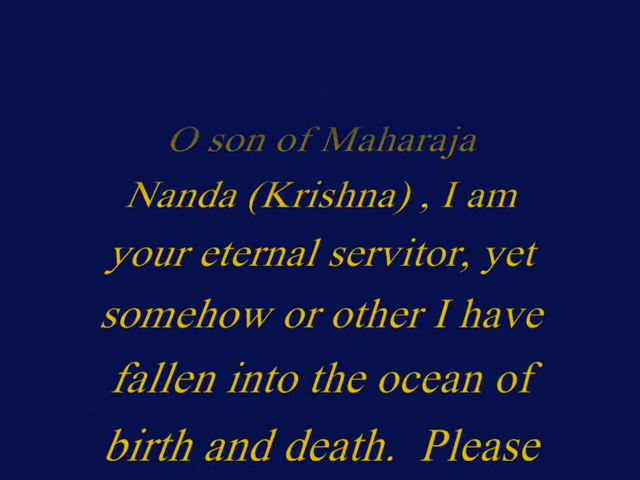 O son of Maharaja
Nanda (Krishna) , I am
your eternal servitor, yet
somehow or other I have
fallen into the ocean of
birth and death.  Please